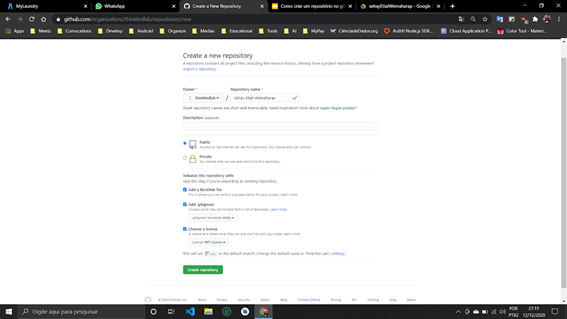 MyLaundry
WhatsApp
Create a New Repository
Como criar um repositório no g
sehayEitafWemaharap - Google
github.com/organizations/thinktedlab/repositories/new
Apps
Meets
Comunications
Develop
Android
Organize
Medias
Educational
Tools
AI
MyPay
CiênciadeDados.org
Auth0 Node.js SDK...
Cloud Application P...
Color Tool - Materi...
Create a new repository
A repository contains all project files, including the revision history. Already have a project repository elsewhere?
Import a repository.
Owner * Repository name *
thinktedlab / Sehay-Eitaf-Wemaharap
Great repository names are short and memorable. Need inspiration? How about super-duper-potato?
Description (optional)
Public
Anyone on the internet can see this repository. You choose who can commit.
Private
You choose who can see and commit to this repository.
Initialize this repository with:
Skip this step if you're importing an existing repository.
Add a README file
This is where you can write a long description for your project. Learn more.
Add .gitignore
Choose which files not to track from a list of templates. Learn more.
.gitignore template: Unity
Choose a license
A license tells others what they can and can't do with your code. Learn more.
License: MIT License
This will set main as the default branch. Change the default name in ThinkTed Lab's settings.
Create repository
© 2020 GitHub, Inc. Terms Privacy Security Status Help Contact GitHub Pricing API Training Blog About
Digite aqui para pesquisar
POR
PTB2
21:19
12/12/2020